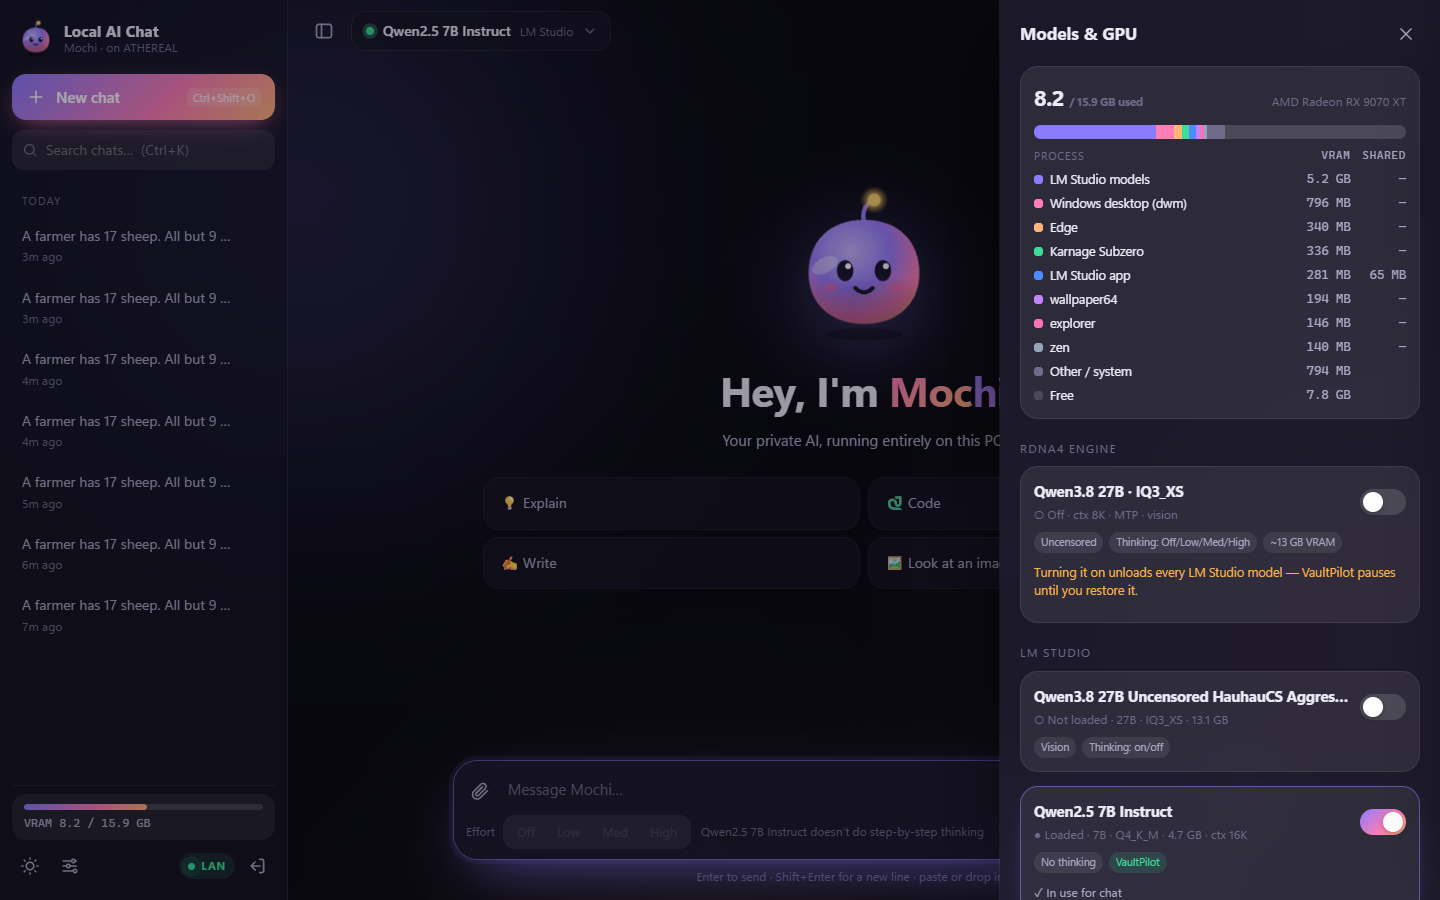 Local AI Chat
Mochi · on ATHEREAL
New chat
Ctrl+Shift+O
Search chats... (Ctrl+K)
TODAY
A farmer has 17 sheep. All but 9 ...
3m ago
A farmer has 17 sheep. All but 9 ...
3m ago
A farmer has 17 sheep. All but 9 ...
4m ago
A farmer has 17 sheep. All but 9 ...
4m ago
A farmer has 17 sheep. All but 9 ...
5m ago
A farmer has 17 sheep. All but 9 ...
6m ago
A farmer has 17 sheep. All but 9 ...
7m ago
VRAM 8.2 / 15.9 GB
LAN
Qwen2.5 7B Instruct LM Studio
Hey, I'm Mochi
Your private AI, running entirely on this PC
Explain
Code
Write
Look at an ima
Message Mochi...
Effort Off Low Med High Qwen2.5 7B Instruct doesn't do step-by-step thinking
Enter to send · Shift+Enter for a new line · paste or drop i
Models & GPU
8.2 / 15.9 GB used AMD Radeon RX 9070 XT
PROCESS VRAM SHARED
LM Studio models 5.2 GB —
Windows desktop (dwm) 796 MB —
Edge 340 MB —
Karnage Subzero 336 MB —
LM Studio app 281 MB 65 MB
wallpaper64 194 MB —
explorer 146 MB —
zen 140 MB —
Other / system 794 MB
Free 7.8 GB
RDNA4 ENGINE
Qwen3.8 27B · IQ3_XS
○ Off · ctx 8K · MTP · vision
Uncensored Thinking: Off/Low/Med/High ~13 GB VRAM
Turning it on unloads every LM Studio model — VaultPilot pauses
until you restore it.
LM STUDIO
Qwen3.8 27B Uncensored HauhauCS Aggres...
○ Not loaded · 27B · IQ3_XS · 13.1 GB
Vision Thinking: on/off
Qwen2.5 7B Instruct
● Loaded · 7B · Q4_K_M · 4.7 GB · ctx 16K
No thinking VaultPilot
✓ In use for chat